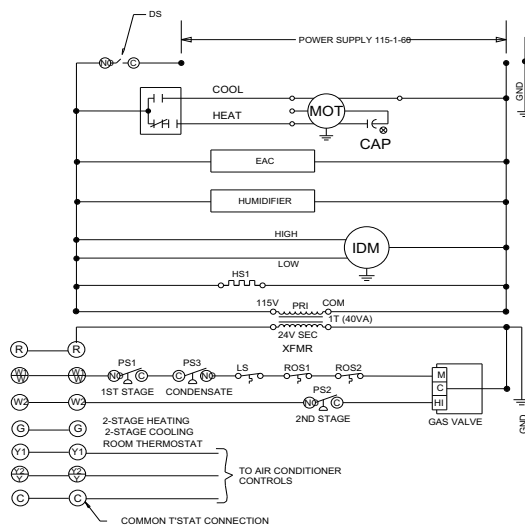 DS
POWER SUPPLY 115-1-60
NO C
GND
COOL
MOT
HEAT
CAP
EAC
HUMIDIFIER
HIGH
IDM
LOW
HS1
115V PRI COM
1T (40VA)
24V SEC
XFMR
R R
W1 W W1 W PS1 PS3 LS ROS1 ROS2 M
NO C C NO
1ST STAGE CONDENSATE C
PS2
W2 W2 NO C HI
2ND STAGE GAS VALVE
GND
G G 2-STAGE HEATING
2-STAGE COOLING
ROOM THERMOSTAT
Y1 Y1
TO AIR CONDITIONER
CONTROLS
Y2 Y Y2 Y
C C
COMMON T'STAT CONNECTION